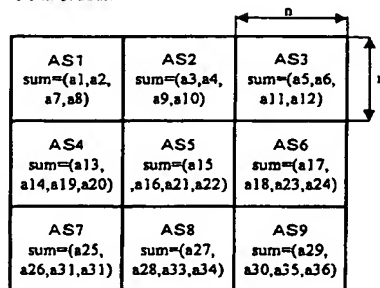 n
AS1
sum=(a1,a2,
a7,a8)
AS2
sum=(a3,a4,
a9,a10)
AS3
sum=(a5,a6,
a11,a12)
AS4
sum=(a13,
a14,a19,a20)
AS5
sum=(a15
,a16,a21,a22)
AS6
sum=(a17,
a18,a23,a24)
AS7
sum=(a25,
a26,a31,a31)
AS8
sum=(a27,
a28,a33,a34)
AS9
sum=(a29,
a30,a35,a36)